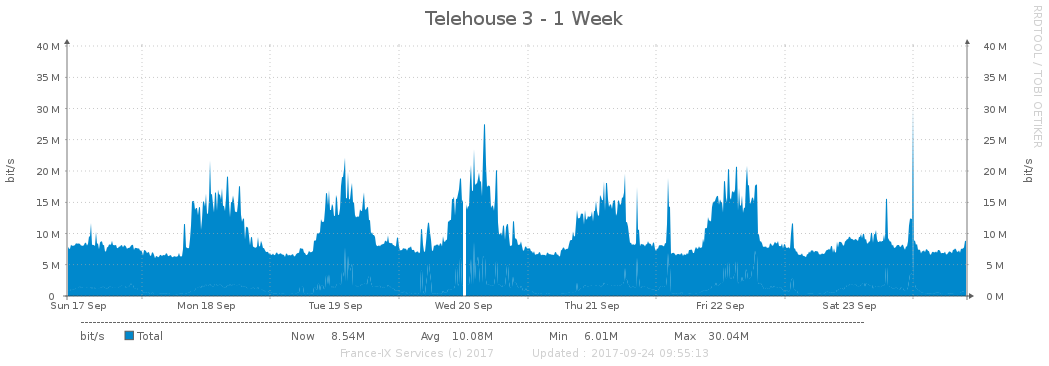 Telehouse 3 - 1 Week
RRDTOOL / TOBI OETIKER
40 M 40 M
35 M 35 M
30 M 30 M
25 M 25 M
20 M 20 M
15 M 15 M
10 M 10 M
5 M 5 M
0 0 M
bit/s bit/s
Sun 17 Sep Mon 18 Sep Tue 19 Sep Wed 20 Sep Thu 21 Sep Fri 22 Sep Sat 23 Sep
bit/s Total Now 8.54M Avg 10.08M Min 6.01M Max 30.04M
France-IX Services (c) 2017 Updated : 2017-09-24 09:55:13